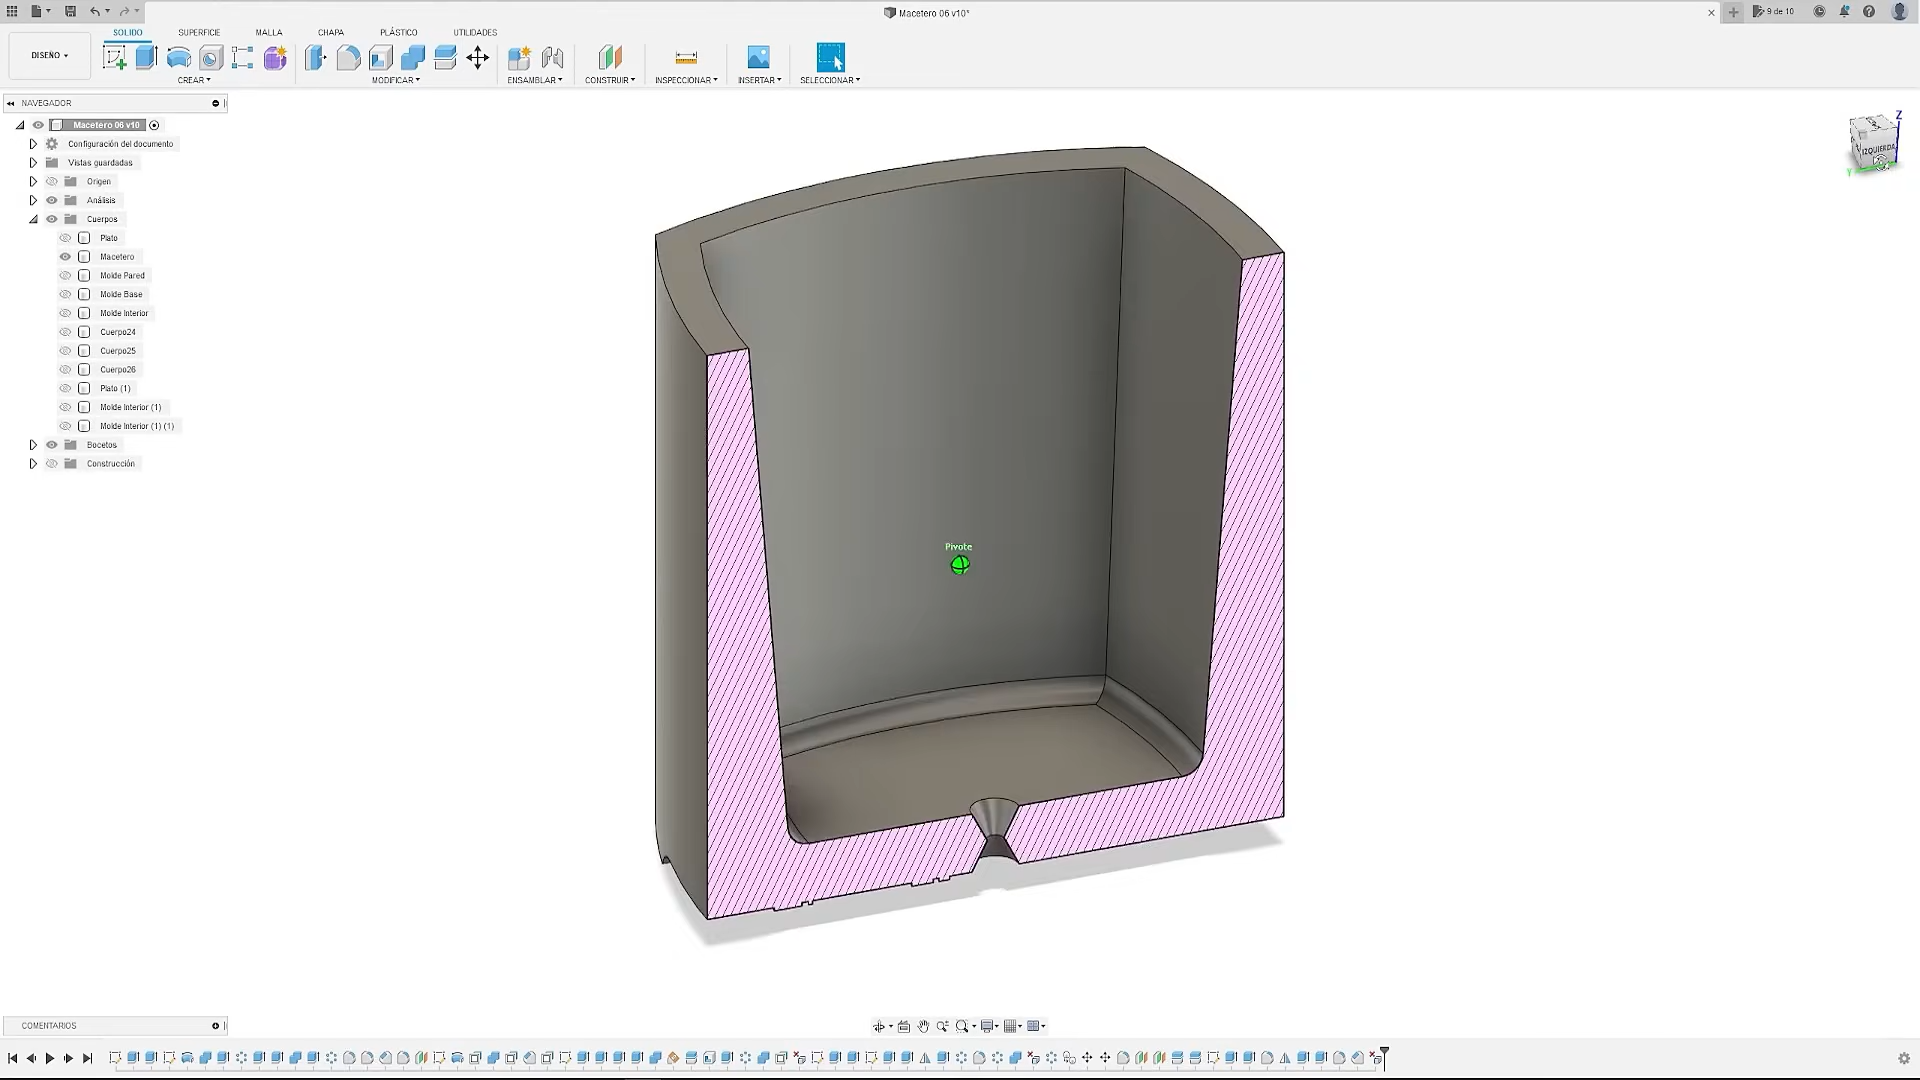 Macetero 06 v10*
9 de 10
DISEÑO
SOLIDO
SUPERFICIE
MALLA
CHAPA
PLÁSTICO
UTILIDADES
CREAR
MODIFICAR
ENSAMBLAR
CONSTRUIR
INSPECCIONAR
INSERTAR
SELECCIONAR
NAVEGADOR
Macetero 06 v10
Configuración del documento
Vistas guardadas
Origen
Análisis
Cuerpos
Plato
Macetero
Molde Pared
Molde Base
Molde Interior
Cuerpo24
Cuerpo25
Cuerpo26
Plato (1)
Molde Interior (1)
Molde Interior (1) (1)
Bocetos
Construcción
Z
IZQUIERDA
Y
Pivote
COMENTARIOS